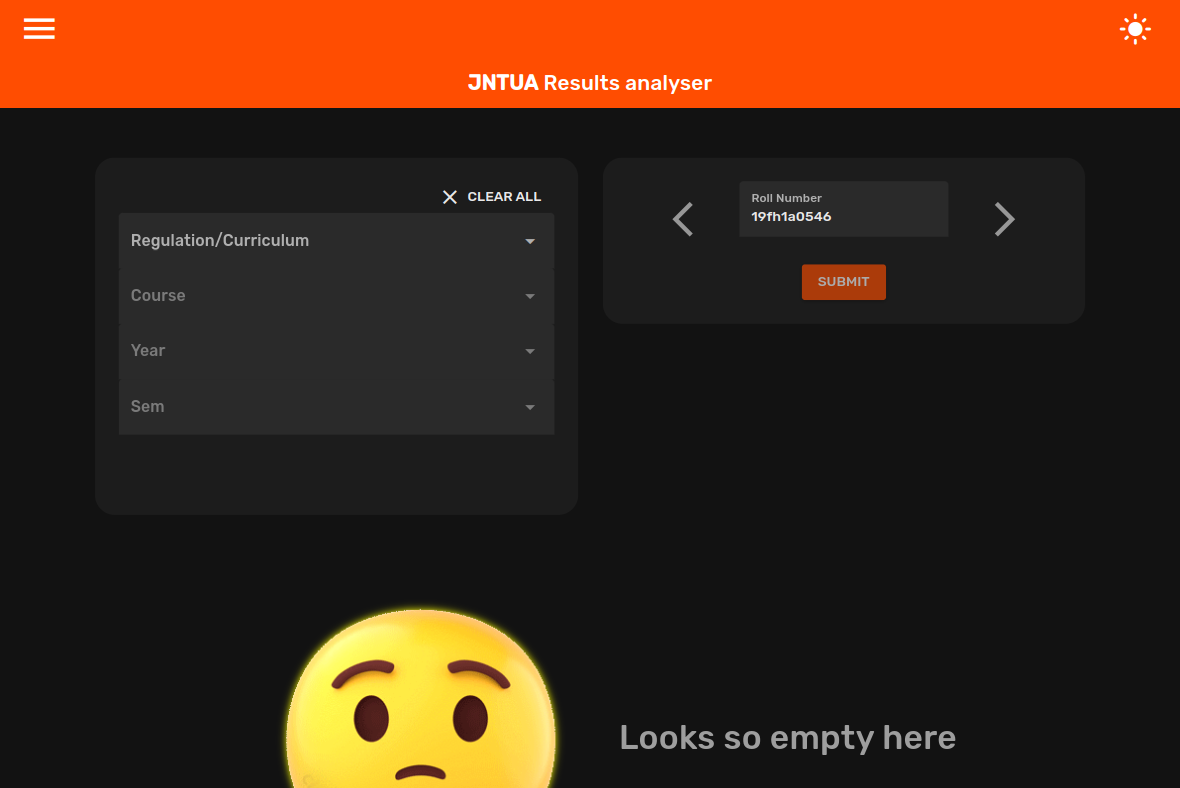 JNTUA Results analyser
CLEAR ALL
Regulation/Curriculum
Course
Year
Sem
Roll Number
19fh1a0546
SUBMIT
Looks so empty here